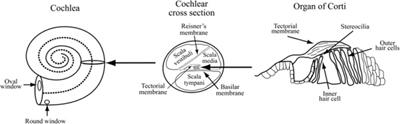 Cochlea
Oval
window
Round window
Cochlear
cross section
Reisner's
membrane
Scala
vestibuli
Scala
media
Scala
tympani
Tectorial
membrane
Basilar
membrane
Organ of Corti
Tectorial
membrane
Stereocilia
Outer
hair cells
Inner
hair cell